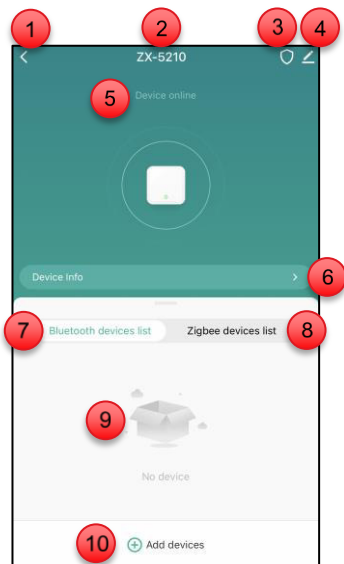 1
2
3
4
ZX-5210
5
Device online
Device Info
6
7
Bluetooth devices list
Zigbee devices list
8
9
No device
10
Add devices